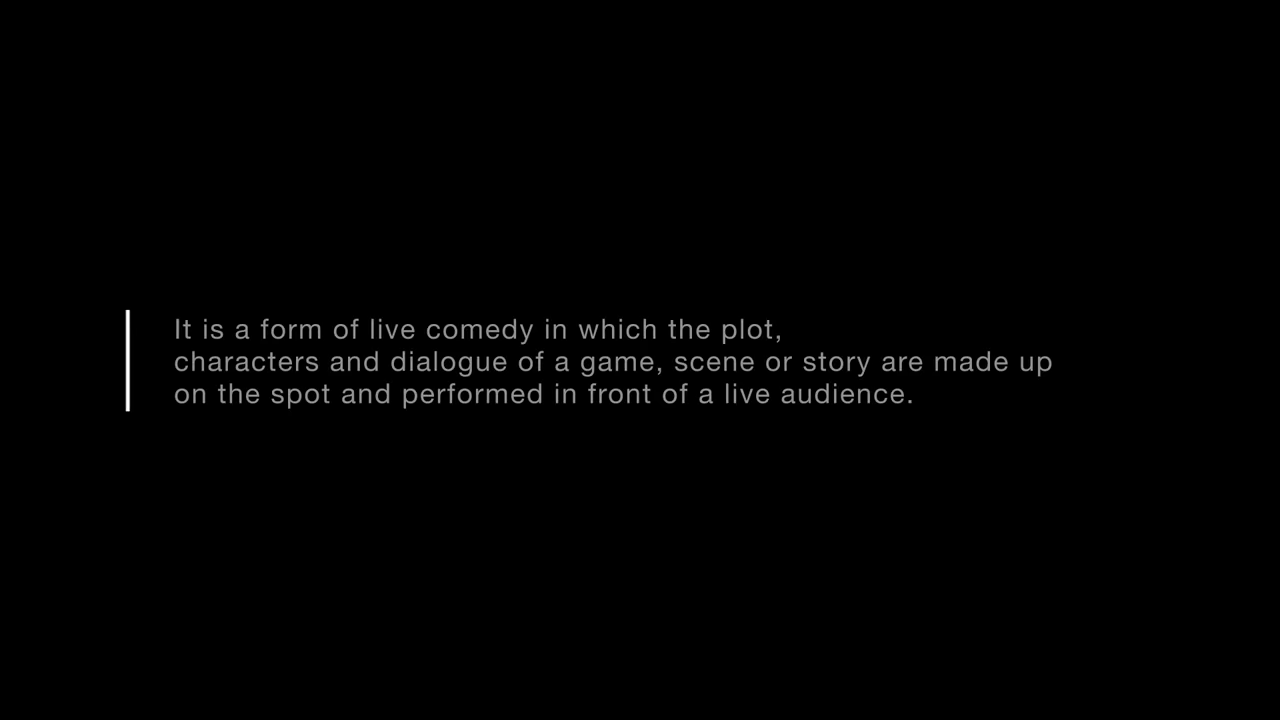 It is a form of live comedy in which the plot,
characters and dialogue of a game, scene or story are made up
on the spot and performed in front of a live audience.